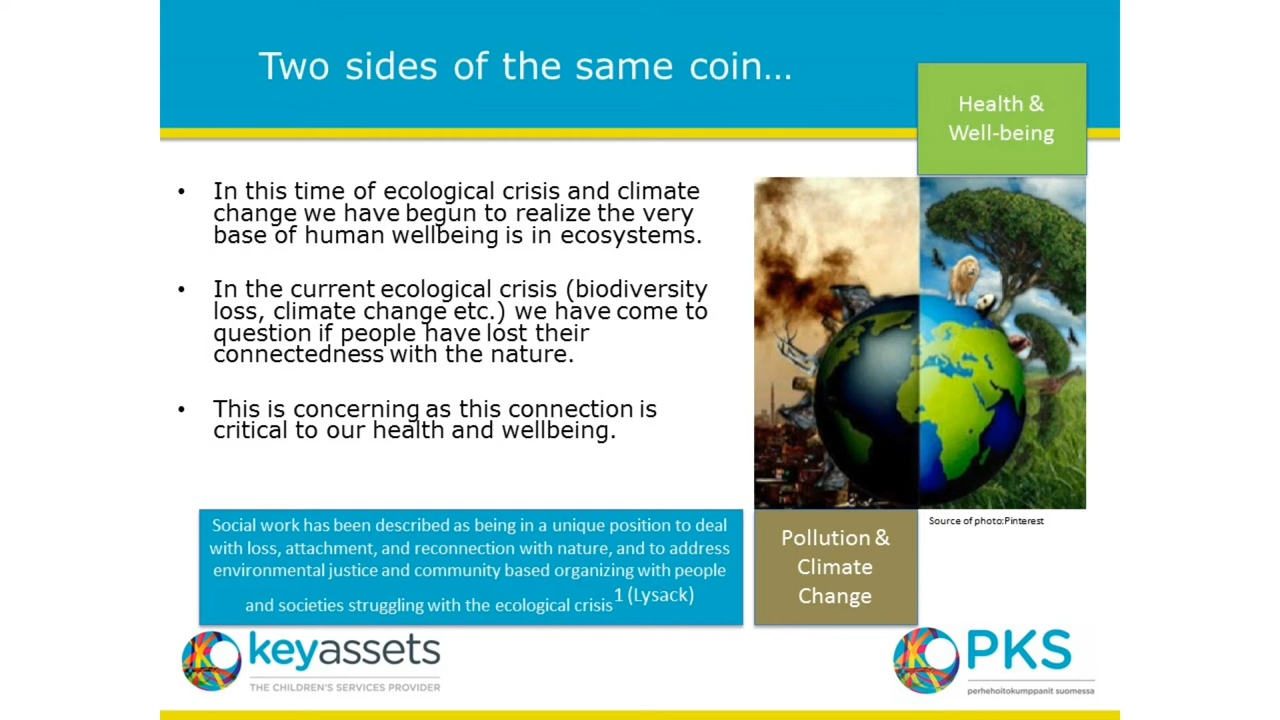 Two sides of the same coin...
Health &
Well-being
• In this time of ecological crisis and climate
change we have begun to realize the very
base of human wellbeing is in ecosystems.
• In the current ecological crisis (biodiversity
loss, climate change etc.) we have come to
question if people have lost their
connectedness with the nature.
• This is concerning as this connection is
critical to our health and wellbeing.
Source of photo:Pinterest
Social work has been described as being in a unique position to deal
with loss, attachment, and reconnection with nature, and to address
environmental justice and community based organizing with people
and societies struggling with the ecological crisis1 (Lysack)
Pollution &
Climate
Change
keyassets
THE CHILDREN'S SERVICES PROVIDER
PKS
perhehoitokumppanit suomessa